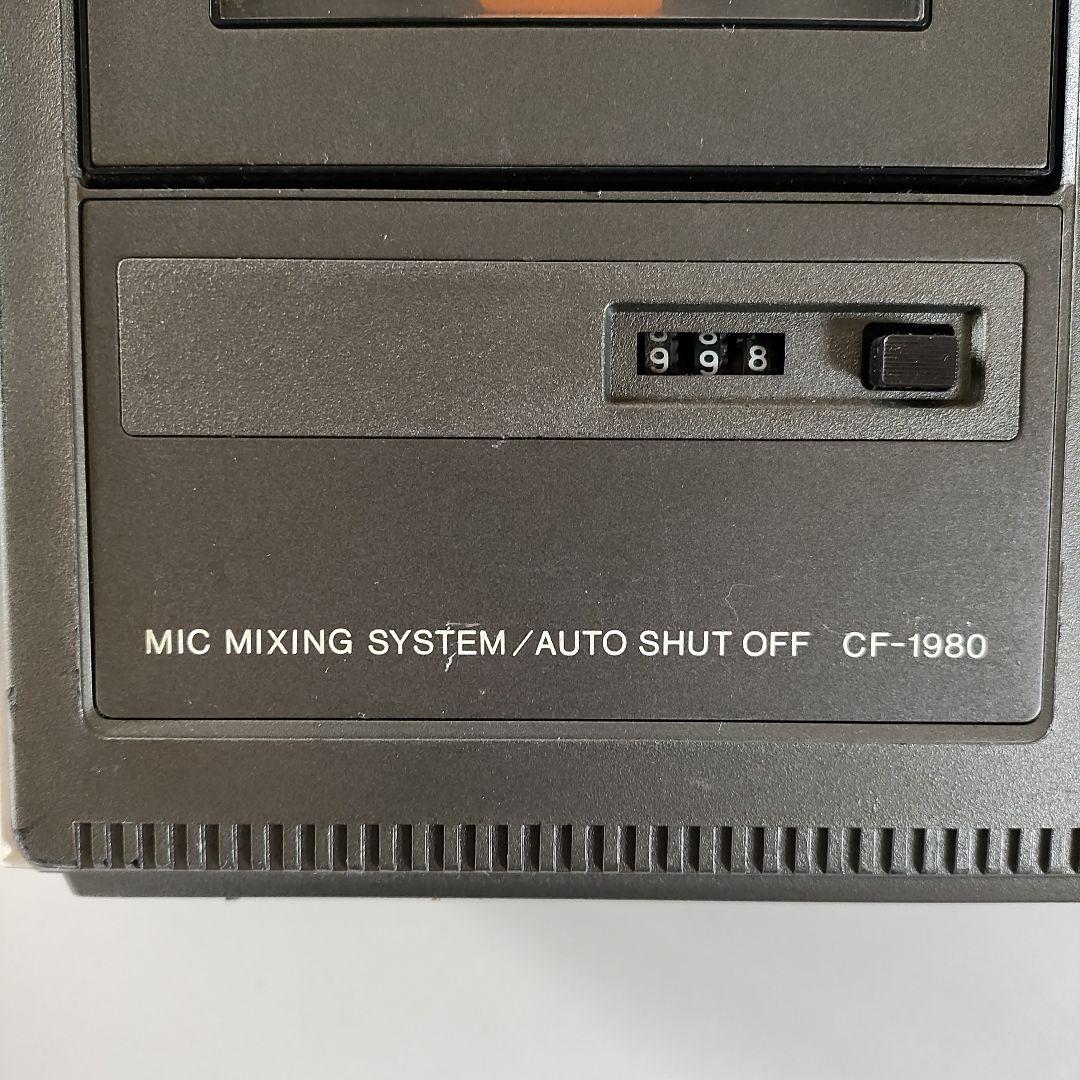 998
MIC MIXING SYSTEM/AUTO SHUT OFF CF-1980